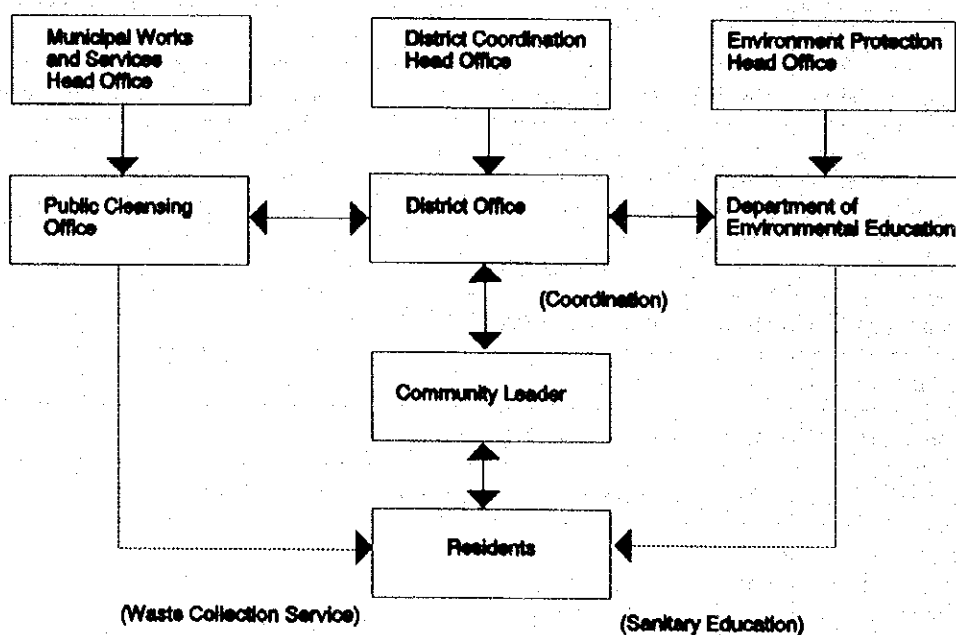 Municipal Works
and Services
Head Office
District Coordination
Head Office
Environment Protection
Head Office
Public Cleansing
Office
District Office
Department of
Environmental Education
(Coordination)
Community Leader
Residents
(Waste Collection Service)
(Sanitary Education)